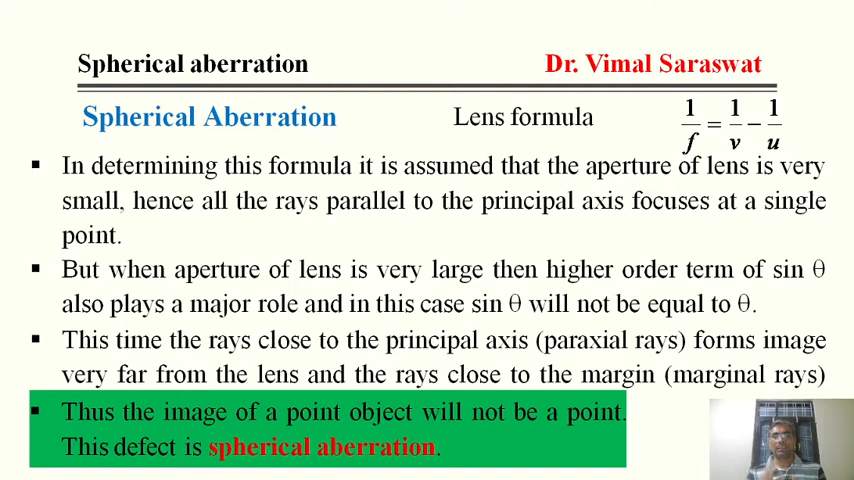 Spherical aberration Dr. Vimal Saraswat
Spherical Aberration Lens formula 1/f = 1/v − 1/u
▪ In determining this formula it is assumed that the aperture of lens is very
small, hence all the rays parallel to the principal axis focuses at a single
point.
▪ But when aperture of lens is very large then higher order term of sin θ
also plays a major role and in this case sin θ will not be equal to θ.
▪ This time the rays close to the principal axis (paraxial rays) forms image
very far from the lens and the rays close to the margin (marginal rays)
▪ Thus the image of a point object will not be a point.
This defect is spherical aberration.